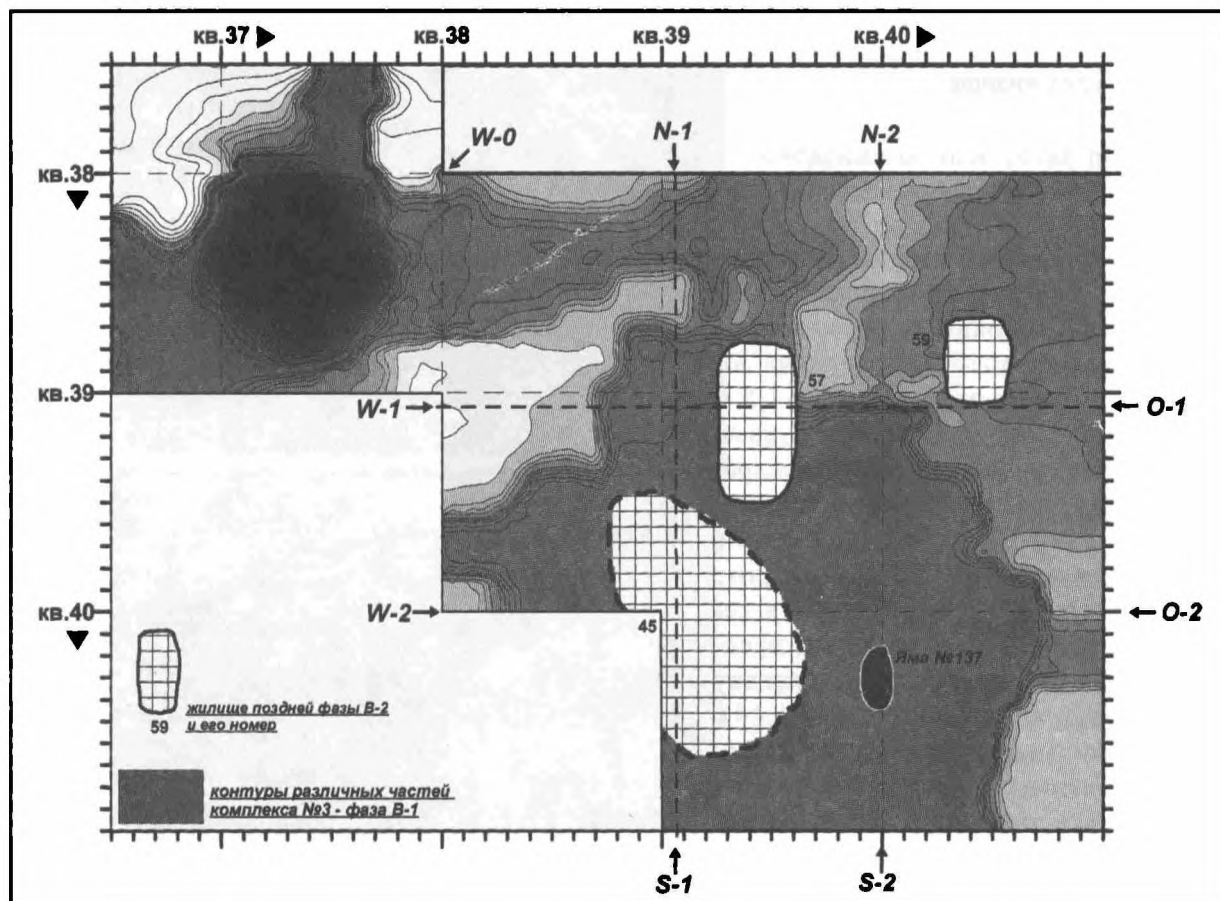 кв.37 кв.38 кв.39 кв.40
W-0 N-1 N-2
кв.38
59
57
кв.39
W-1 O-1
кв.40
W-2 O-2
45
Яма №137
жилище поздней фазы В-2
59 и его номер
контуры различных частей
комплекса №3 - фаза В-1
S-1 S-2